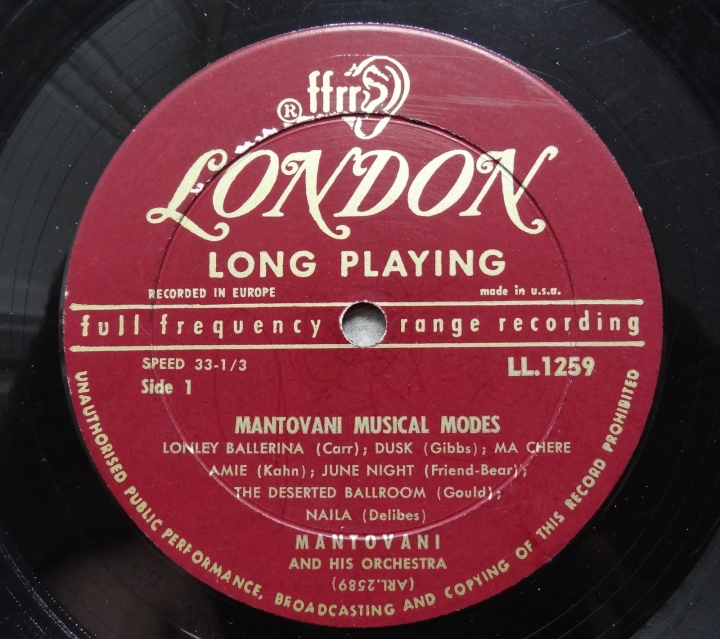 ffrr
®
LONDON
LONG PLAYING
RECORDED IN EUROPE made in u.s.a.
full frequency range recording
SPEED 33-1/3
LL.1259
Side 1
MANTOVANI MUSICAL MODES
LONLEY BALLERINA (Carr); DUSK (Gibbs); MA CHERE
AMIE (Kahn); JUNE NIGHT (Friend-Bear);
THE DESERTED BALLROOM (Gould);
NAILA (Delibes)
MANTOVANI
AND HIS ORCHESTRA
(ARL.2589)
UNAUTHORISED PUBLIC PERFORMANCE, BROADCASTING AND COPYING OF THIS RECORD PROHIBITED